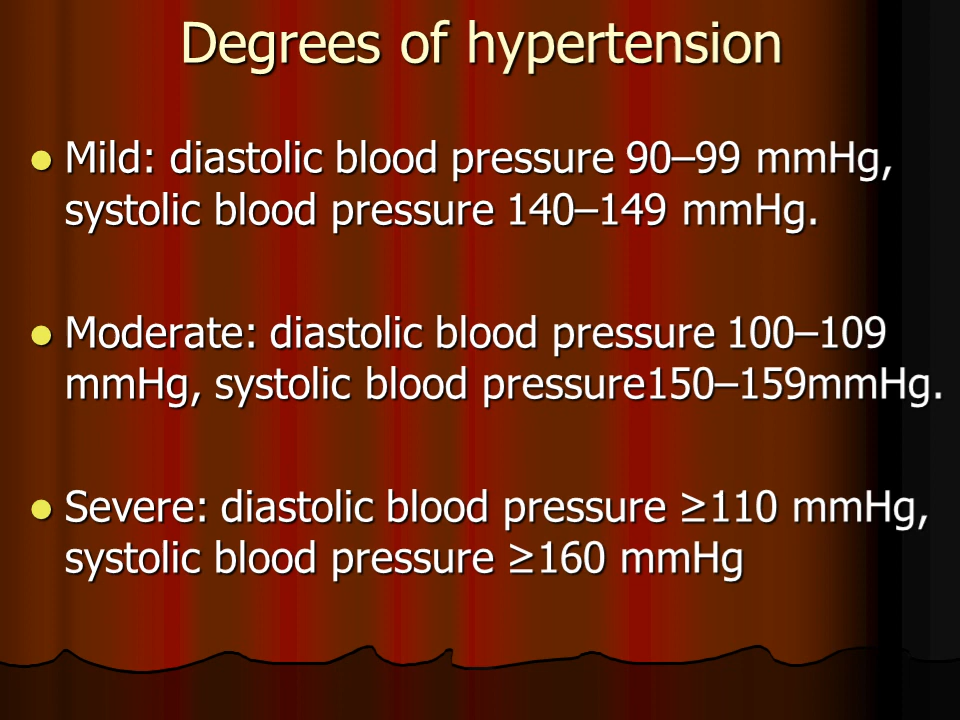 Degrees of hypertension
Mild: diastolic blood pressure 90–99 mmHg,
systolic blood pressure 140–149 mmHg.
Moderate: diastolic blood pressure 100–109
mmHg, systolic blood pressure150–159mmHg.
Severe: diastolic blood pressure ≥110 mmHg,
systolic blood pressure ≥160 mmHg